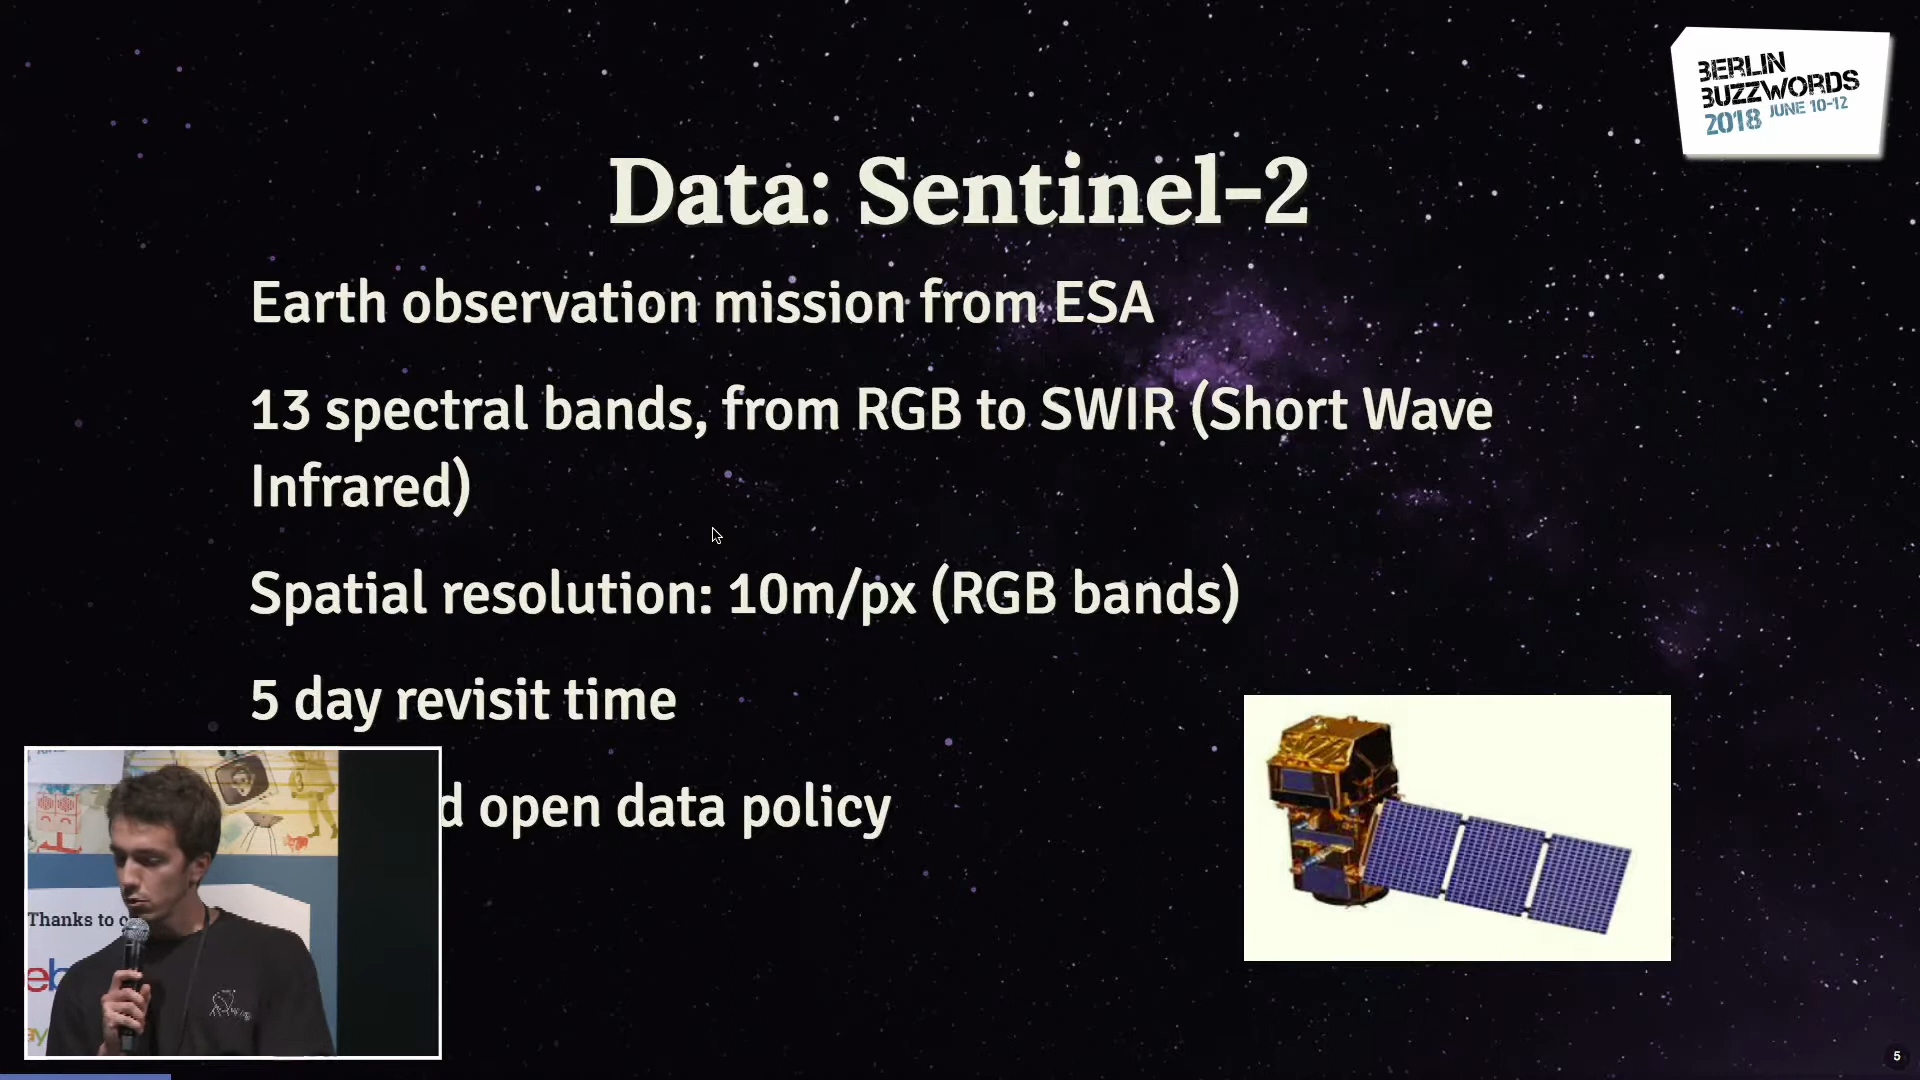 BERLIN
BUZZWORDS
2018 JUNE 10-12
Data: Sentinel-2
Earth observation mission from ESA
13 spectral bands, from RGB to SWIR (Short Wave
Infrared)
Spatial resolution: 10m/px (RGB bands)
5 day revisit time
d open data policy
Thanks to
eb
ay
5